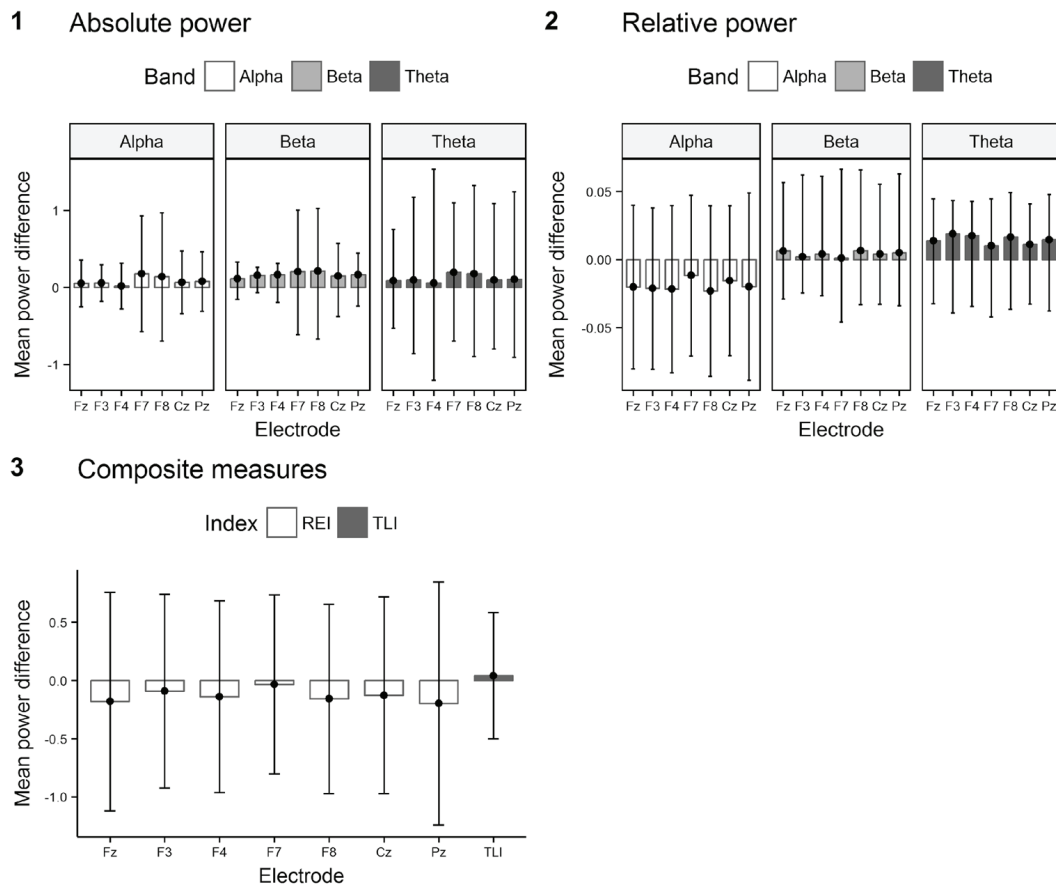 1 Absolute power
Band Alpha Beta Theta
Alpha Beta Theta
Mean power difference
1
0
-1
Fz F3 F4 F7 F8 Cz Pz Fz F3 F4 F7 F8 Cz Pz Fz F3 F4 F7 F8 Cz Pz
Electrode
2 Relative power
Band Alpha Beta Theta
Alpha Beta Theta
Mean power difference
0.05
0.00
-0.05
Fz F3 F4 F7 F8 Cz Pz Fz F3 F4 F7 F8 Cz Pz Fz F3 F4 F7 F8 Cz Pz
Electrode
3 Composite measures
Index REI TLI
Mean power difference
0.5
0.0
-0.5
-1.0
Fz F3 F4 F7 F8 Cz Pz TLI
Electrode